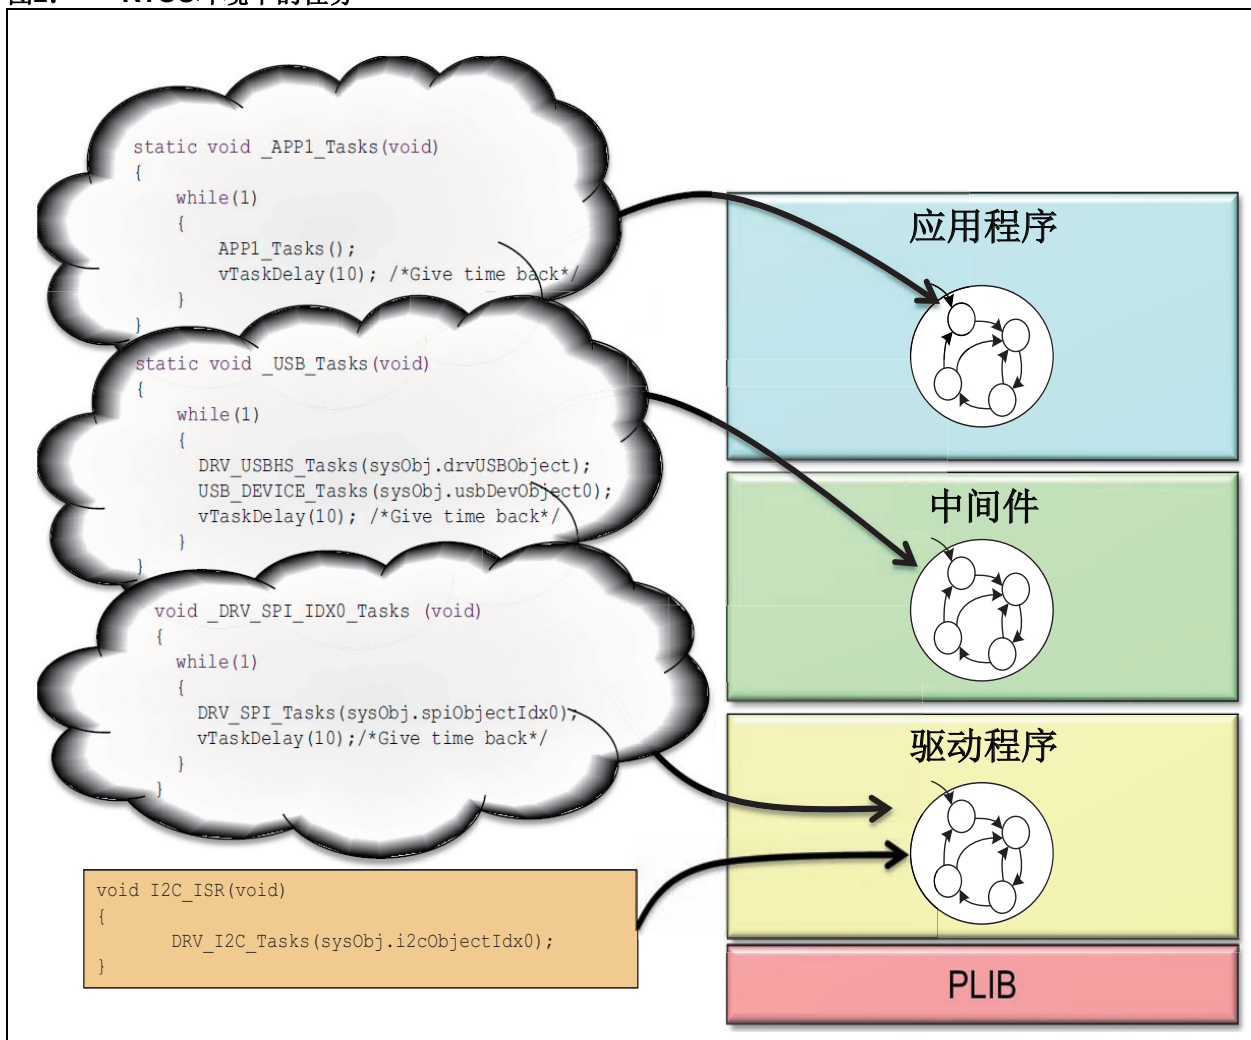 static void _APP1_Tasks(void)
{
while(1)
{
APP1_Tasks();
vTaskDelay(10); /*Give time back*/
}
}
static void _USB_Tasks(void)
{
while(1)
{
DRV_USBHS_Tasks(sysObj.drvUSBObject);
USB_DEVICE_Tasks(sysObj.usbDevObject0);
vTaskDelay(10); /*Give time back*/
}
}
void _DRV_SPI_IDX0_Tasks (void)
{
while(1)
{
DRV_SPI_Tasks(sysObj.spiObjectIdx0);
vTaskDelay(10);/*Give time back*/
}
}
void I2C_ISR(void)
{
DRV_I2C_Tasks(sysObj.i2cObjectIdx0);
}
应用程序
中间件
驱动程序
PLIB